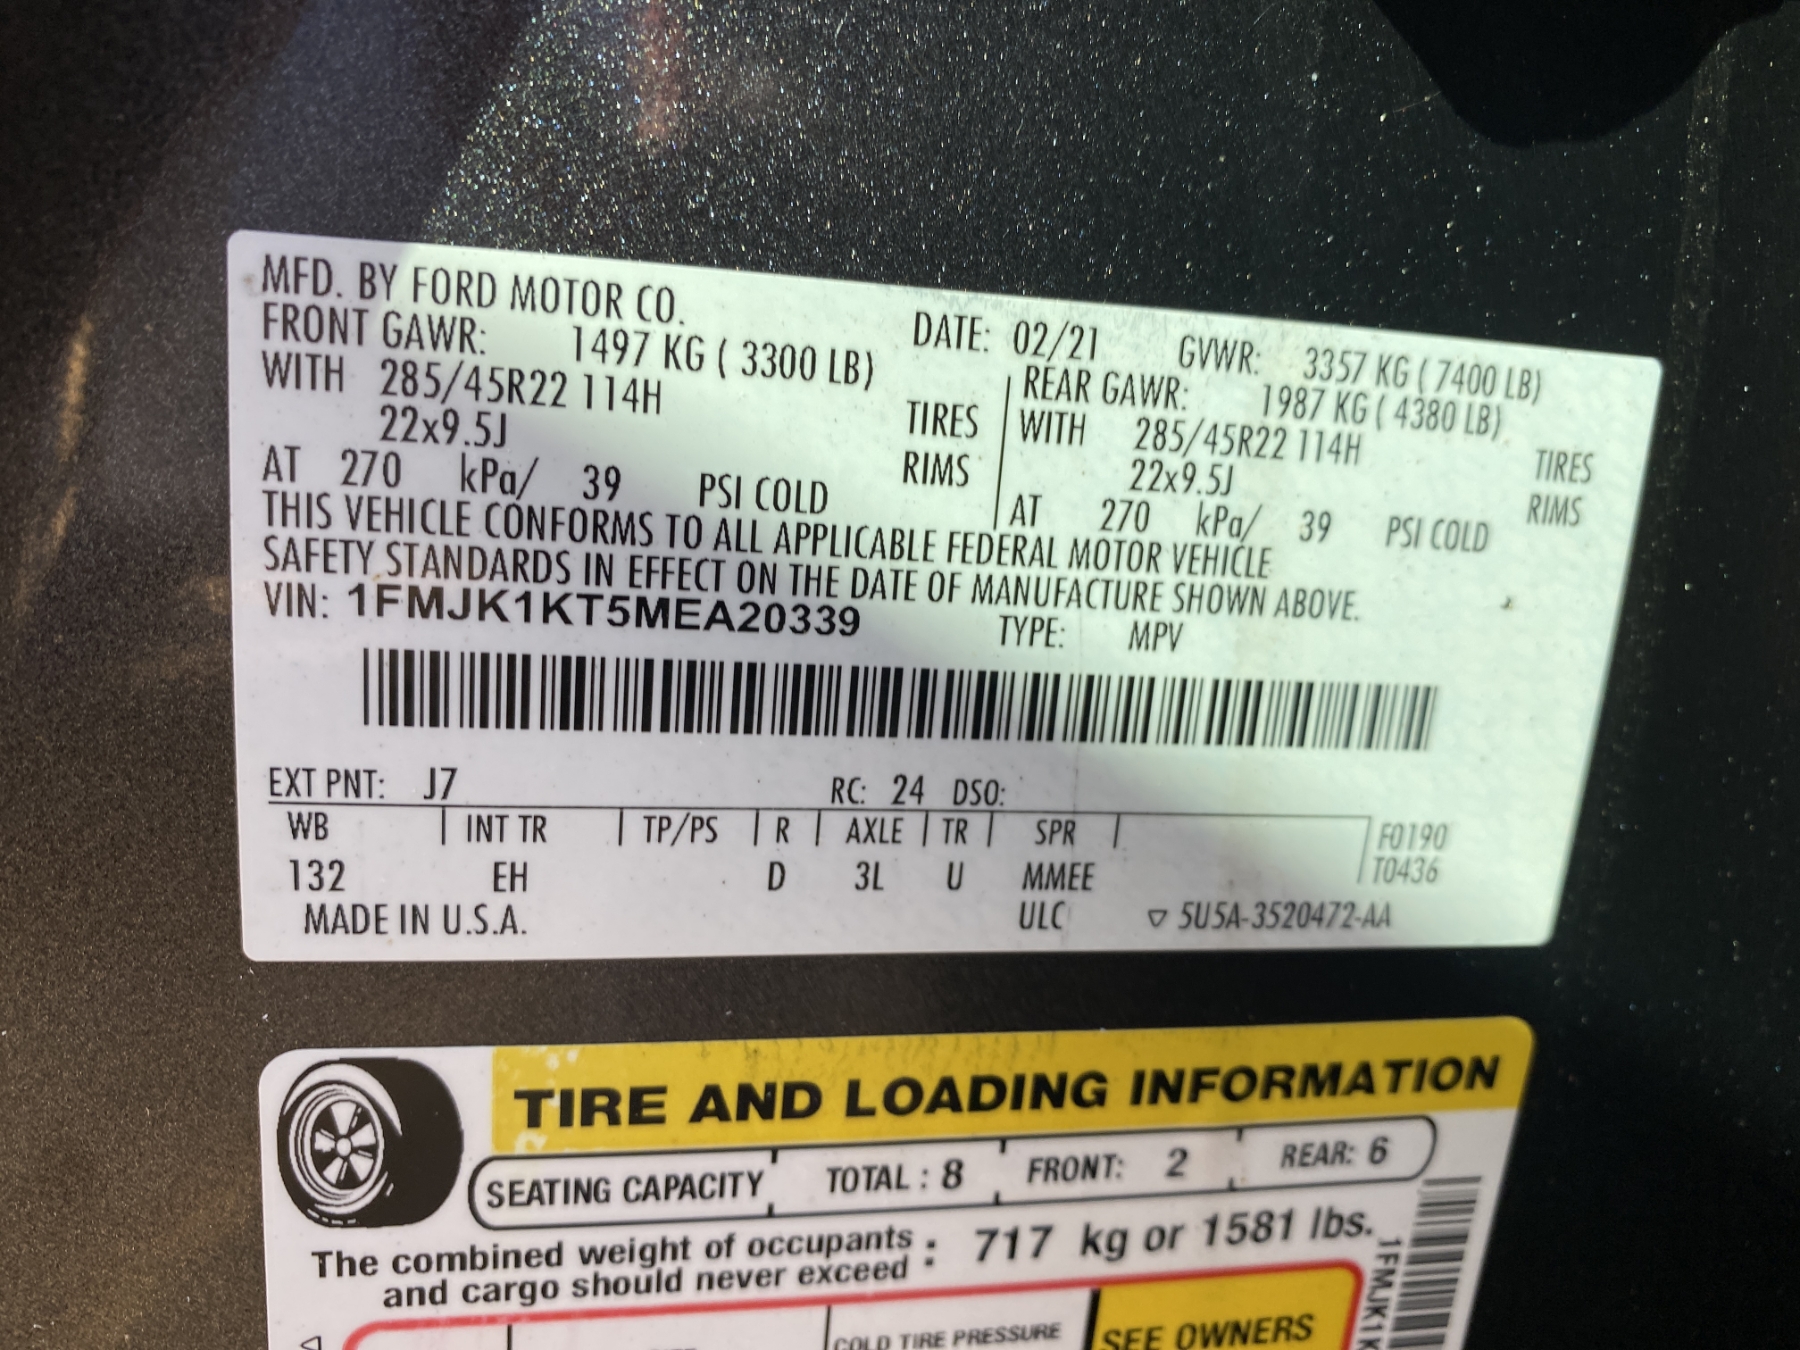 MFD. BY FORD MOTOR CO.
DATE: 02/21 GVWR: 3357 KG ( 7400 LB)
FRONT GAWR: 1497 KG ( 3300 LB)
REAR GAWR: 1987 KG ( 4380 LB)
WITH 285/45R22 114H TIRES
WITH 285/45R22 114H TIRES
22x9.5J RIMS
22x9.5J RIMS
AT 270 kPa/ 39 PSI COLD
AT 270 kPa/ 39 PSI COLD
THIS VEHICLE CONFORMS TO ALL APPLICABLE FEDERAL MOTOR VEHICLE
SAFETY STANDARDS IN EFFECT ON THE DATE OF MANUFACTURE SHOWN ABOVE.
VIN: 1FMJK1KT5MEA20339 TYPE: MPV
EXT PNT: J7 RC: 24 DSO:
WB | INT TR | TP/PS | R | AXLE | TR | SPR | F0190
132 EH D 3L U MMEE T0436
MADE IN U.S.A. ULC ▽ 5U5A-3520472-AA
TIRE AND LOADING INFORMATION
SEATING CAPACITY TOTAL : 8 FRONT: 2 REAR: 6
The combined weight of occupants
and cargo should never exceed : 717 kg or 1581 lbs.
COLD TIRE PRESSURE
SEE OWNERS
1FMJK1K